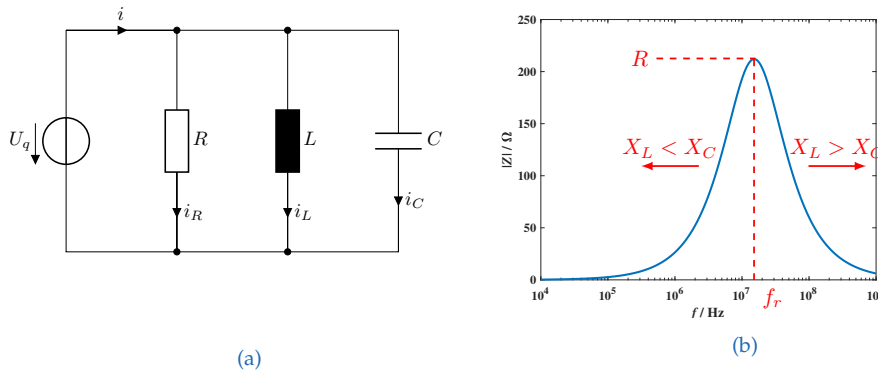 i
U_q
R
L
C
i_R
i_L
i_C
(a)
250
200
150
100
50
0
|Z| / Ω
R
X_L < X_C
X_L > X_C
f_r
10^4
10^5
10^6
10^7
10^8
f / Hz
(b)